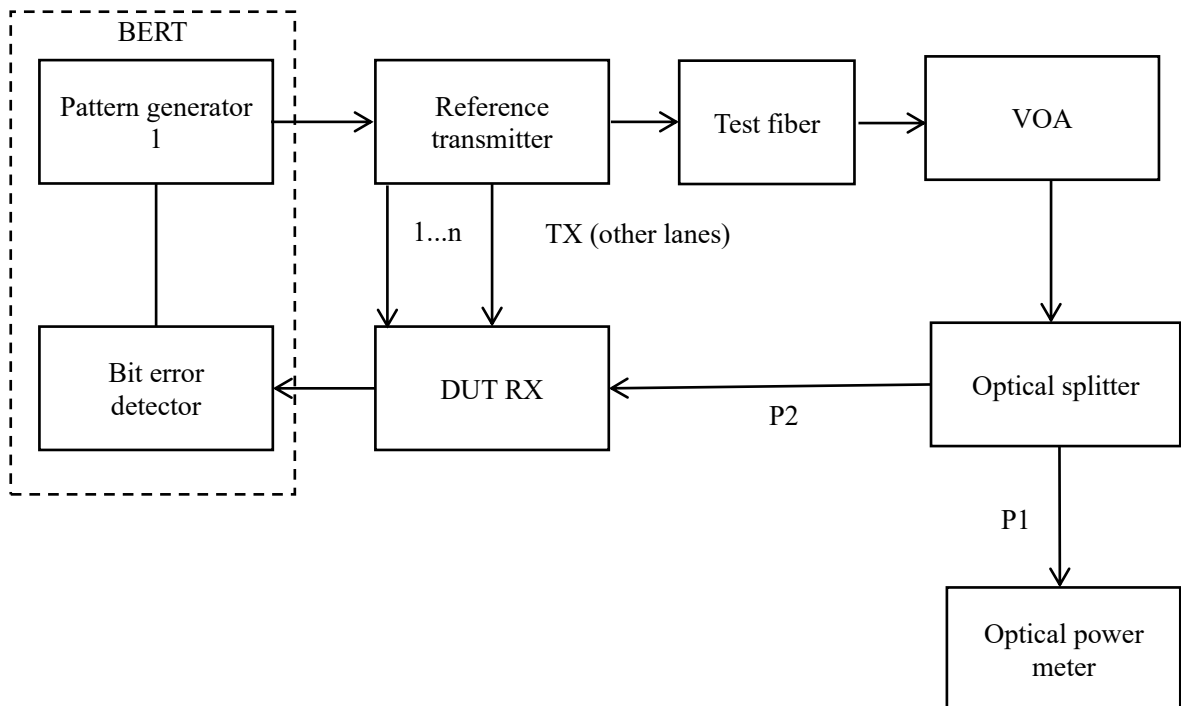 BERT
Pattern generator
1
Reference
transmitter
Test fiber
VOA
1...n
TX (other lanes)
Bit error
detector
DUT RX
P2
Optical splitter
P1
Optical power
meter